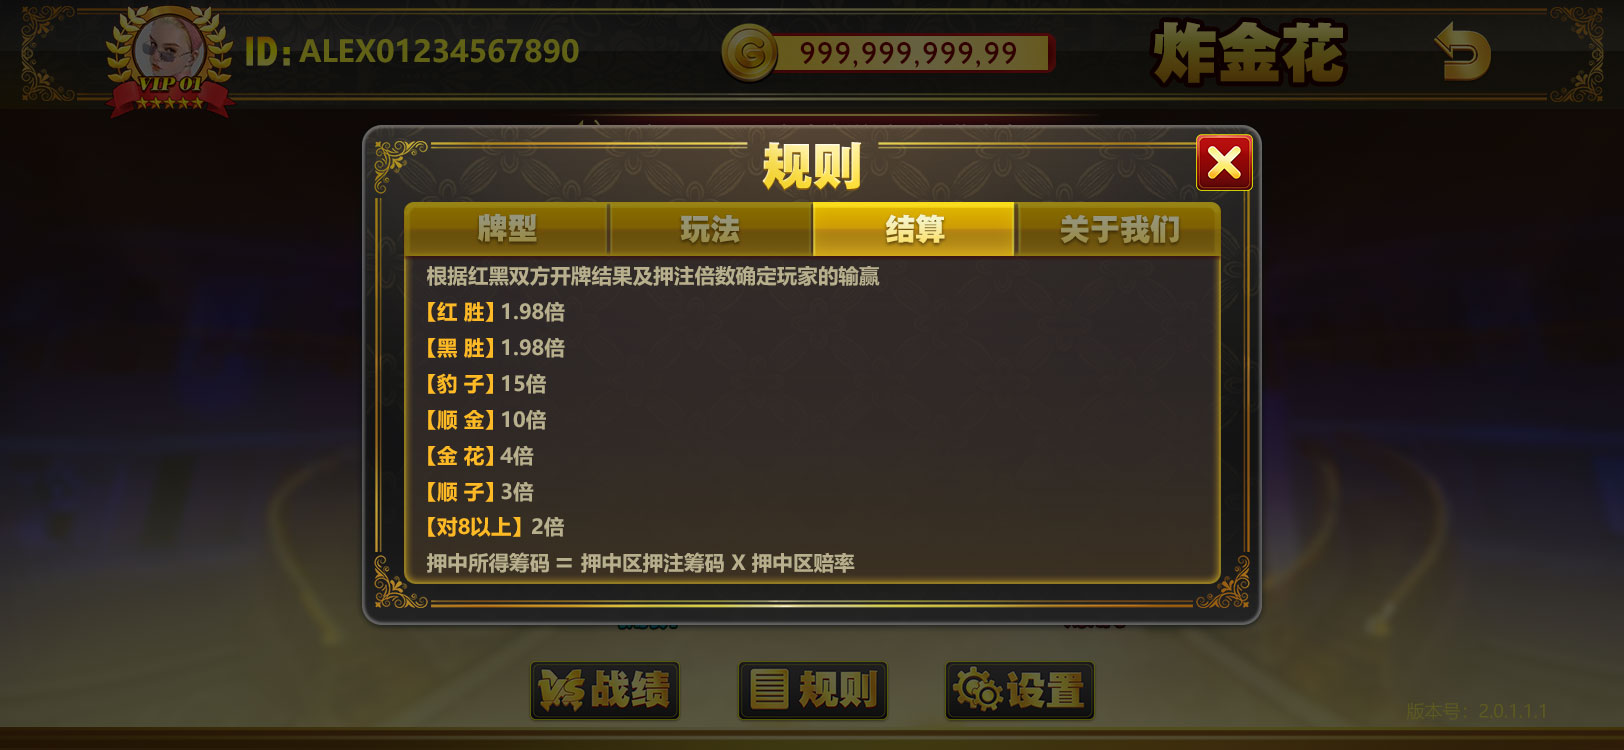 ID: ALEX01234567890
999,999,999,99
炸金花
VIP 01
规则
牌型
玩法
结算
关于我们
根据红黑双方开牌结果及押注倍数确定玩家的输赢
【红 胜】1.98倍
【黑 胜】1.98倍
【豹 子】15倍
【顺 金】10倍
【金 花】4倍
【顺 子】3倍
【对8以上】 2倍
押中所得筹码 = 押中区押注筹码 X 押中区赔率
VS 战绩
规则
设置
版本号：2.0.1.1.1